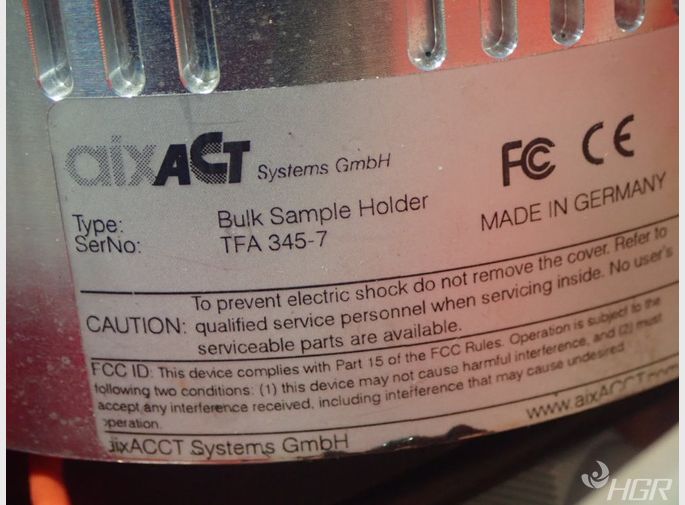 aixACCT Systems GmbH
FC CE
MADE IN GERMANY
Type: Bulk Sample Holder
SerNo: TFA 345-7
CAUTION: To prevent electric shock do not remove the cover. Refer to
qualified service personnel when servicing inside. No user's
serviceable parts are available.
FCC ID: This device complies with Part 15 of the FCC Rules. Operation is subject to the
following two conditions: (1) this device may not cause harmful interference, and (2) must
accept any interference received, including interference that may cause undesired
operation.
aixACCT Systems GmbH
www.aixACCT.com
HGR